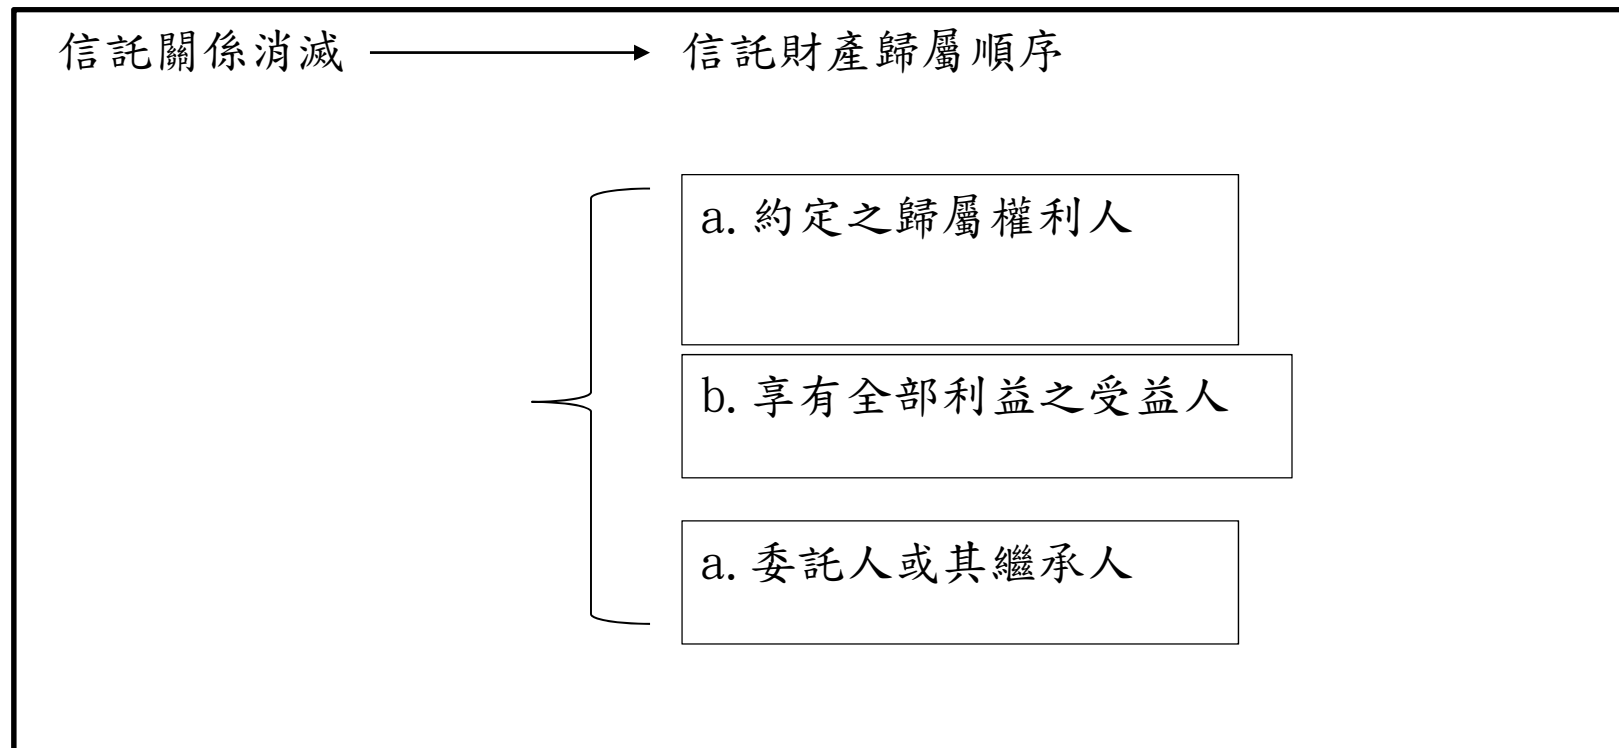 信託關係消滅 信託財產歸屬順序
a. 約定之歸屬權利人
b. 享有全部利益之受益人
a. 委託人或其繼承人